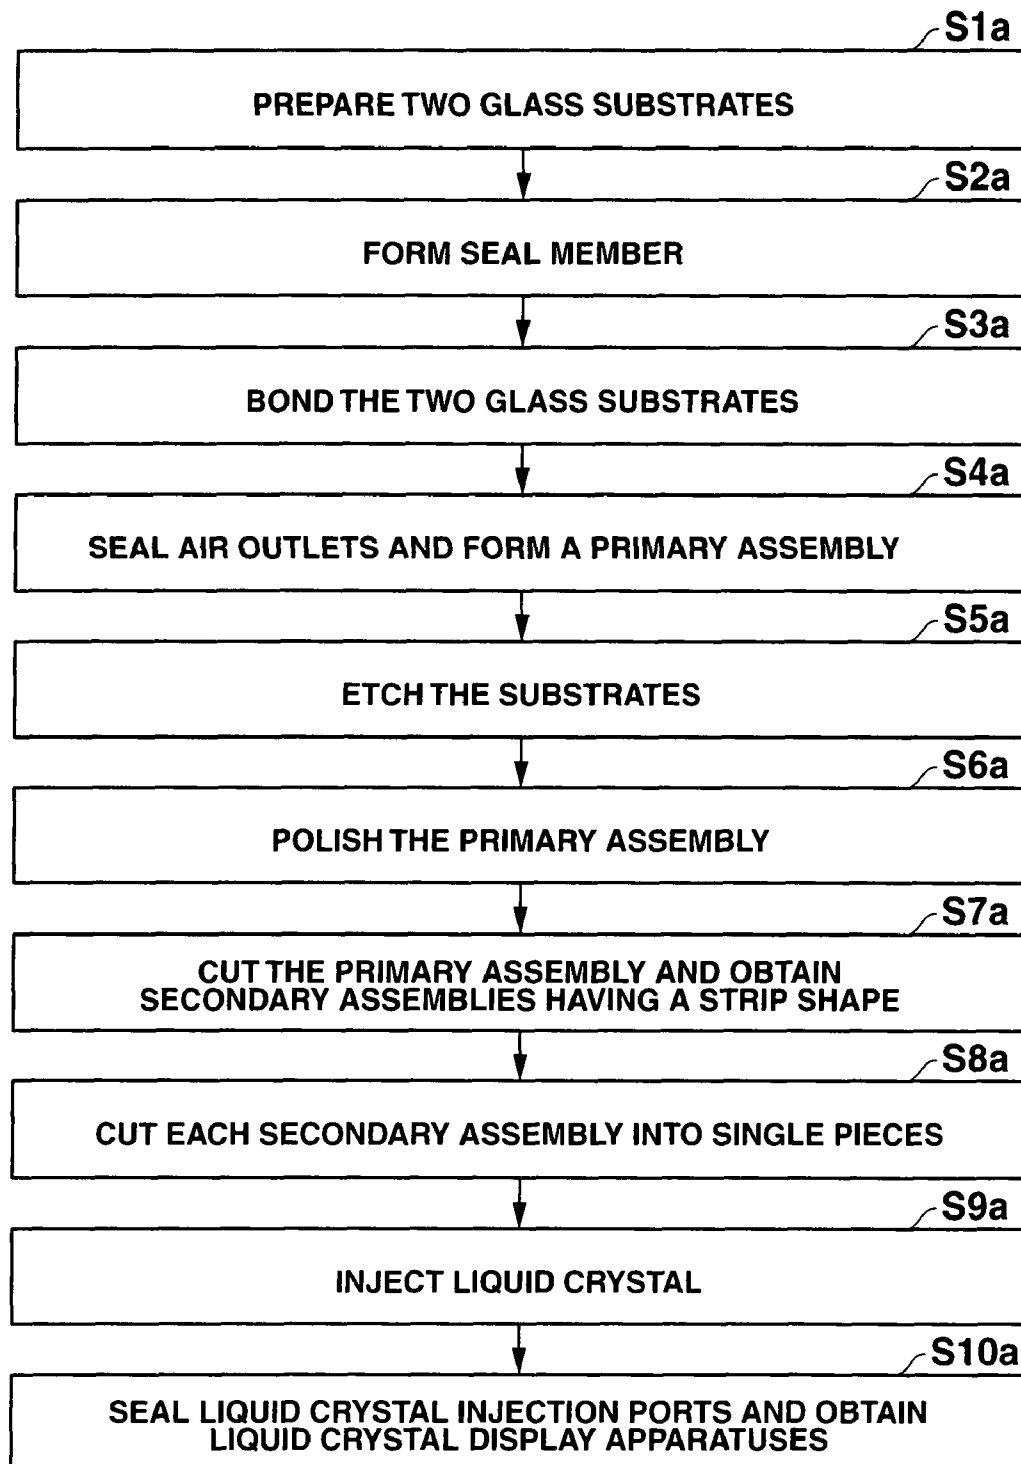 S1a
PREPARE TWO GLASS SUBSTRATES
S2a
FORM SEAL MEMBER
S3a
BOND THE TWO GLASS SUBSTRATES
S4a
SEAL AIR OUTLETS AND FORM A PRIMARY ASSEMBLY
S5a
ETCH THE SUBSTRATES
S6a
POLISH THE PRIMARY ASSEMBLY
S7a
CUT THE PRIMARY ASSEMBLY AND OBTAIN
SECONDARY ASSEMBLIES HAVING A STRIP SHAPE
S8a
CUT EACH SECONDARY ASSEMBLY INTO SINGLE PIECES
S9a
INJECT LIQUID CRYSTAL
S10a
SEAL LIQUID CRYSTAL INJECTION PORTS AND OBTAIN
LIQUID CRYSTAL DISPLAY APPARATUSES